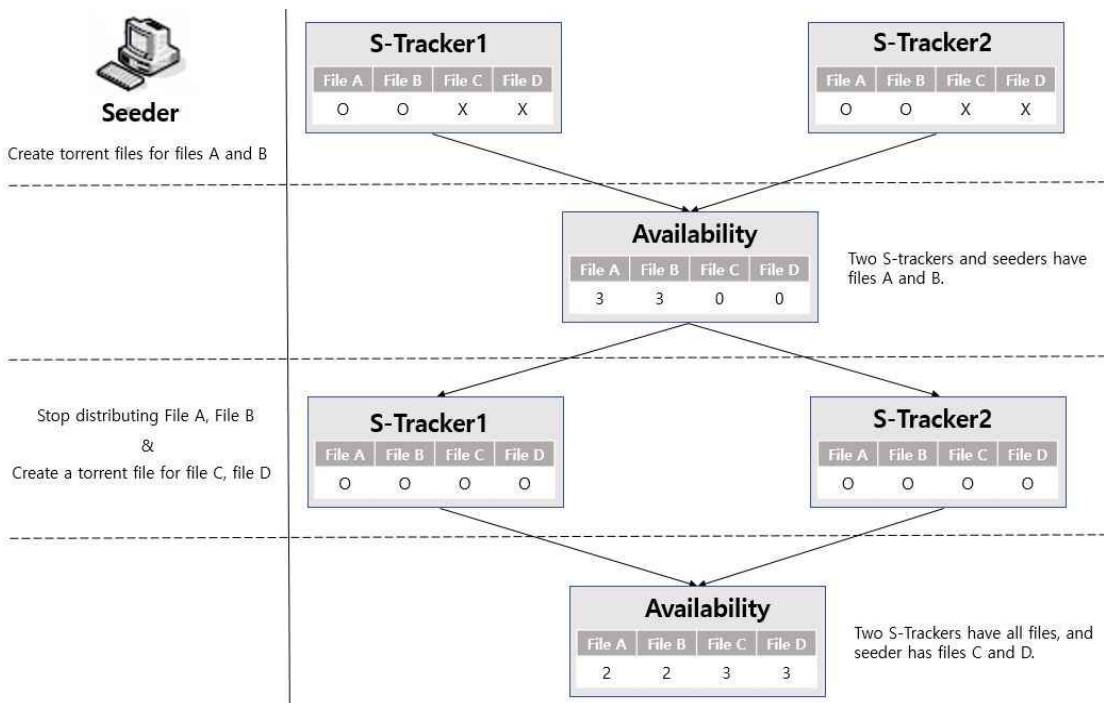 S-Tracker1
File A File B File C File D
O O X X
S-Tracker2
File A File B File C File D
O O X X
Seeder
Create torrent files for files A and B
Availability
File A File B File C File D
3 3 0 0
Two S-trackers and seeders have
files A and B.
Stop distributing File A, File B
&
Create a torrent file for file C, file D
S-Tracker1
File A File B File C File D
O O O O
S-Tracker2
File A File B File C File D
O O O O
Availability
File A File B File C File D
2 2 3 3
Two S-Trackers have all files, and
seeder has files C and D.